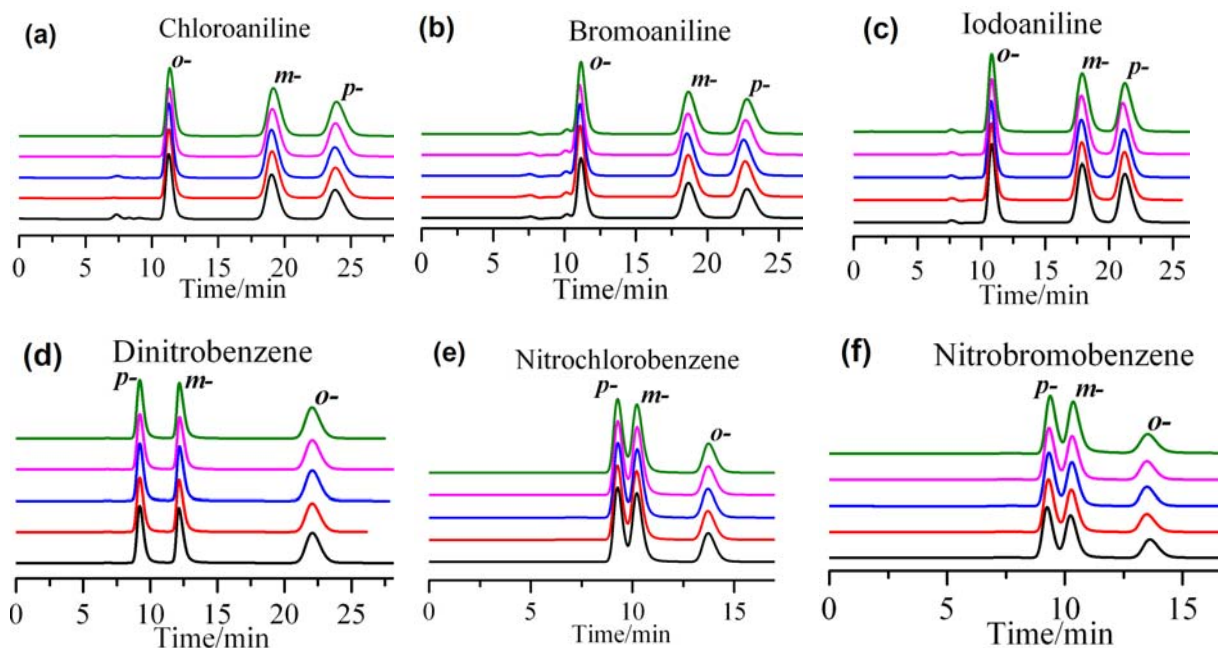 (a) Chloroaniline
o-
m-
p-
0 5 10 15 20 25
Time/min
(b) Bromoaniline
o-
m-
p-
0 5 10 15 20 25
Time/min
(c) Iodoaniline
o-
m-
p-
0 5 10 15 20 25
Time/min
(d) Dinitrobenzene
p-
m-
o-
0 5 10 15 20 25
Time/min
(e) Nitrochlorobenzene
p-
m-
o-
0 5 10 15
Time/min
(f) Nitrobromobenzene
p-
m-
o-
0 5 10 15
Time/min